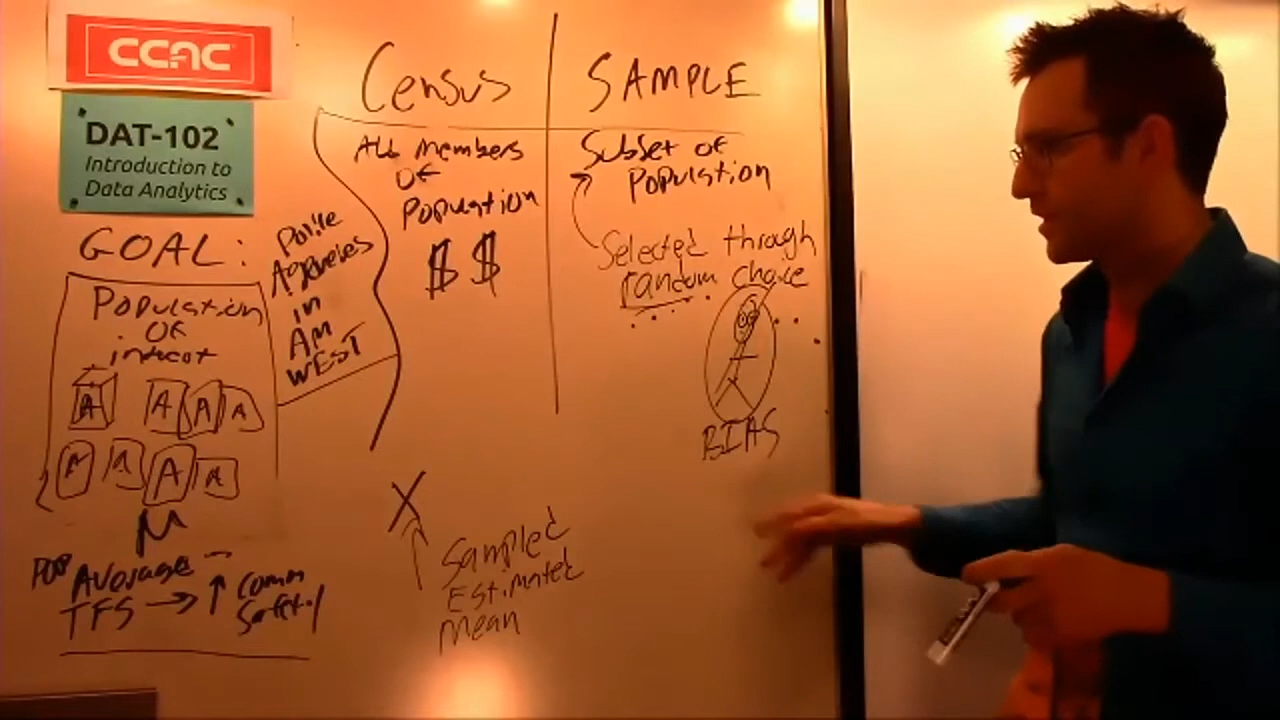 CCAC
DAT-102
Introduction to
Data Analytics
GOAL:
POPULATION
OF
interest
A
A
A
A
A
A
A
A
M
POP Average
TFS → ↑ Comm
Safety
Police
Agencies
in
AM
WEST
Census
ALL members
OF
POPULATION
$ $
SAMPLE
Subset of
POPULATION
Selected through
random choice
BIAS
X
Sampled
Estimated
Mean